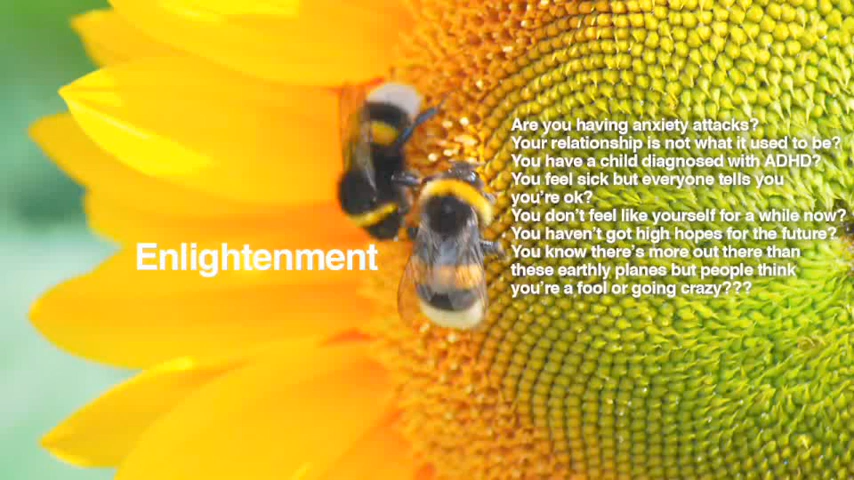 Enlightenment
Are you having anxiety attacks?
Your relationship is not what it used to be?
You have a child diagnosed with ADHD?
You feel sick but everyone tells you
you're ok?
You don't feel like yourself for a while now?
You haven't got high hopes for the future?
You know there's more out there than
these earthly planes but people think
you're a fool or going crazy???